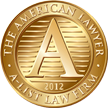 · THE AMERICAN LAWYER ·
A
2012
A-LIST LAW FIRM